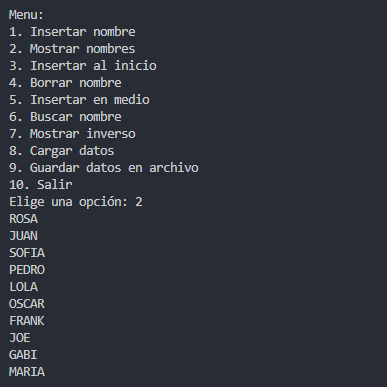 Menu:
1. Insertar nombre
2. Mostrar nombres
3. Insertar al inicio
4. Borrar nombre
5. Insertar en medio
6. Buscar nombre
7. Mostrar inverso
8. Cargar datos
9. Guardar datos en archivo
10. Salir
Elige una opción: 2
ROSA
JUAN
SOFIA
PEDRO
LOLA
OSCAR
FRANK
JOE
GABI
MARIA